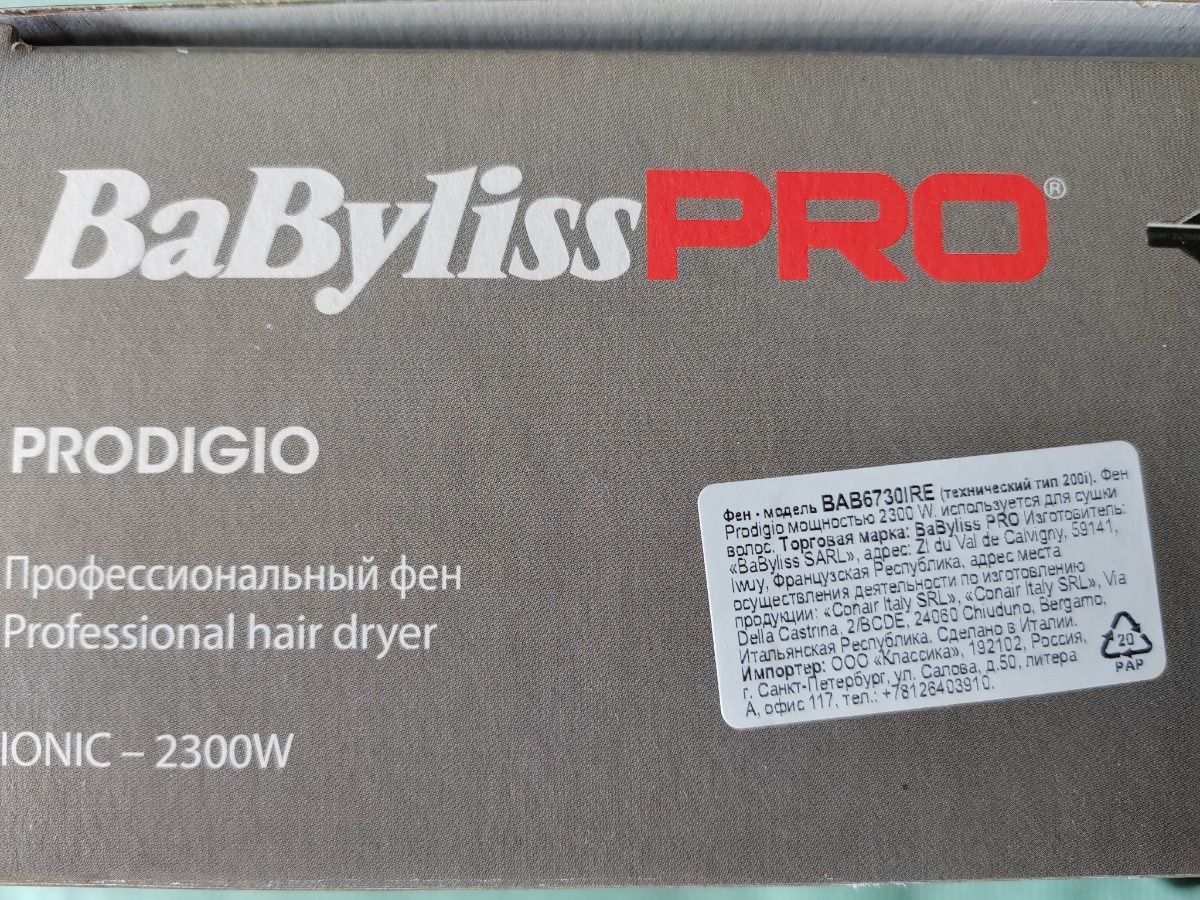 BaBylissPRO®
PRODIGIO
Профессиональный фен
Professional hair dryer
IONIC – 2300W
Фен - модель BAB6730IRE (технический тип 200i). Фен
Prodigio мощностью 2300 W, используется для сушки
волос. Торговая марка: BaByliss PRO Изготовитель:
«BaByliss SARL», адрес: ZI du Val de Calvigny, 59141,
Iwuy, Французская Республика, адрес места
осуществления деятельности по изготовлению
продукции: «Conair Italy SRL», «Conair Italy SRL», Via
Della Castrina, 2/BCDE, 24060 Chiuduno, Bergamo,
Итальянская Республика. Сделано в Италии.
Импортер: ООО «Классика», 192102, Россия,
г. Санкт-Петербург, ул. Салова, д.50, литера
А, офис 117, тел.: +78126403910.
20
PAP